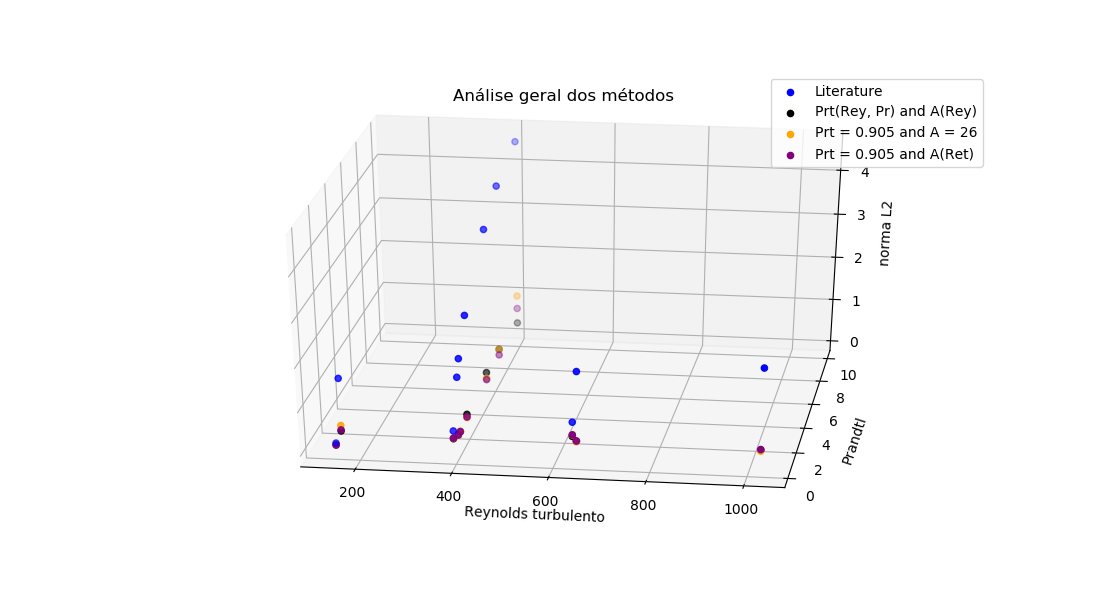 Análise geral dos métodos
Literature
Prt(Rey, Pr) and A(Rey)
Prt = 0.905 and A = 26
Prt = 0.905 and A(Ret)
4
3
2
1
0
norma L2
10
8
6
4
2
0
Prandtl
200
400
600
800
1000
Reynolds turbulento